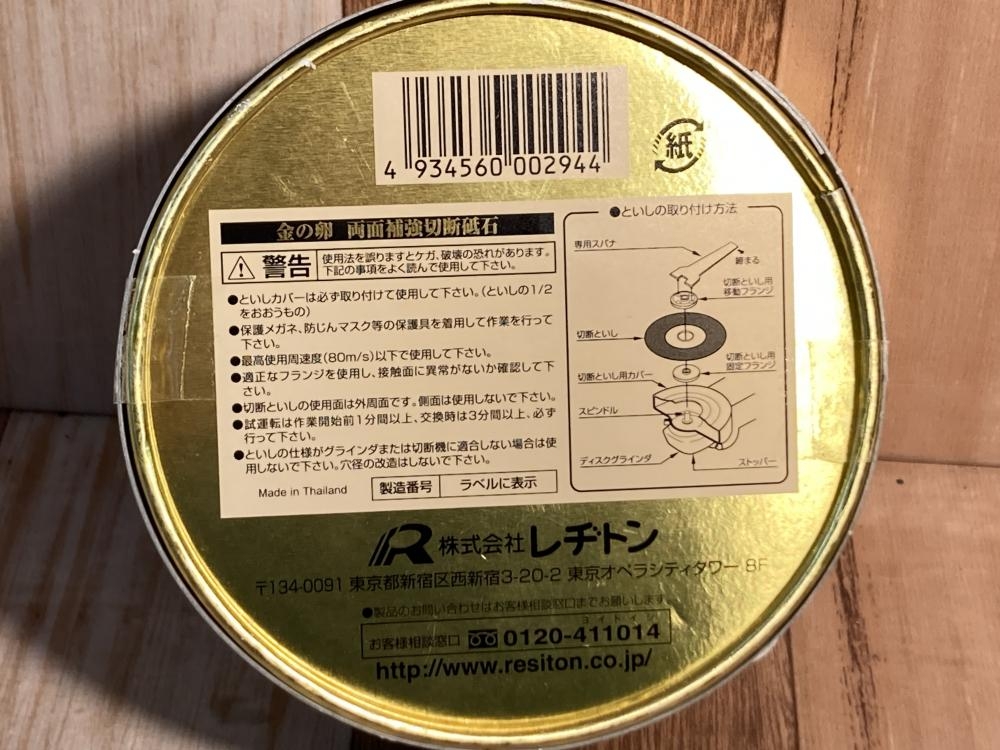 4 934560 002944
紙
金の卵 両面補強切断砥石
警告
使用法を誤りますとケガ、破壊の恐れがあります。
下記の事項をよく読んで使用して下さい。
●といしカバーは必ず取り付けて使用して下さい。(といしの1/2
をおおうもの)
●保護メガネ、防じんマスク等の保護具を着用して作業を行って
下さい。
●最高使用周速度(80m/s)以下で使用して下さい。
●適正なフランジを使用し、接触面に異常がないか確認して下
さい。
●切断といしの使用面は外周面です。側面は使用しないで下さい。
●試運転は作業開始前1分間以上、交換時は3分間以上、必ず
行って下さい。
●といしの仕様がグラインダまたは切断機に適合しない場合は使
用しないで下さい。穴径の改造はしないで下さい。
Made in Thailand
製造番号 ラベルに表示
●といしの取り付け方法
専用スパナ
締まる
切断といし用
移動フランジ
切断といし
切断といし用
固定フランジ
切断といし用カバー
スピンドル
ディスクグラインダ
ストッパー
株式会社レヂトン
〒134-0091 東京都新宿区西新宿3-20-2 東京オペラシティタワー 8F
●製品のお問い合わせはお客様相談窓口までお願いします。
お客様相談窓口 0120-411014
http://www.resiton.co.jp/